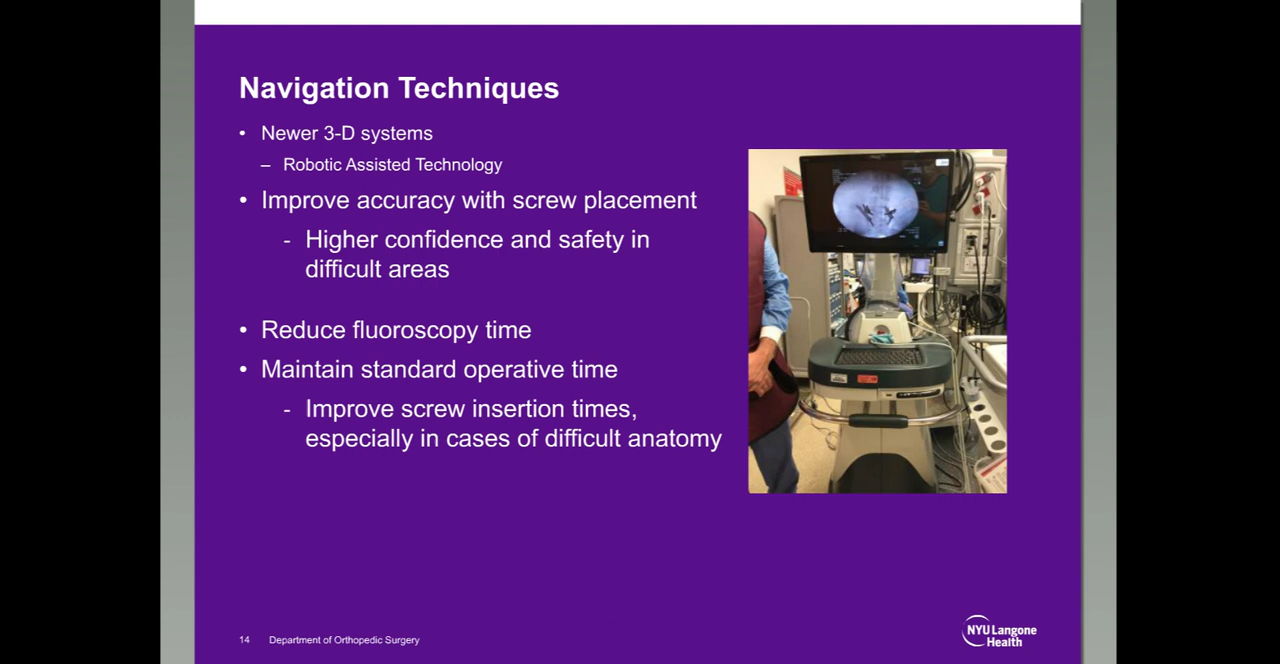 Navigation Techniques
• Newer 3-D systems
– Robotic Assisted Technology
• Improve accuracy with screw placement
- Higher confidence and safety in
difficult areas
• Reduce fluoroscopy time
• Maintain standard operative time
- Improve screw insertion times,
especially in cases of difficult anatomy
14 Department of Orthopedic Surgery
NYU Langone
Health